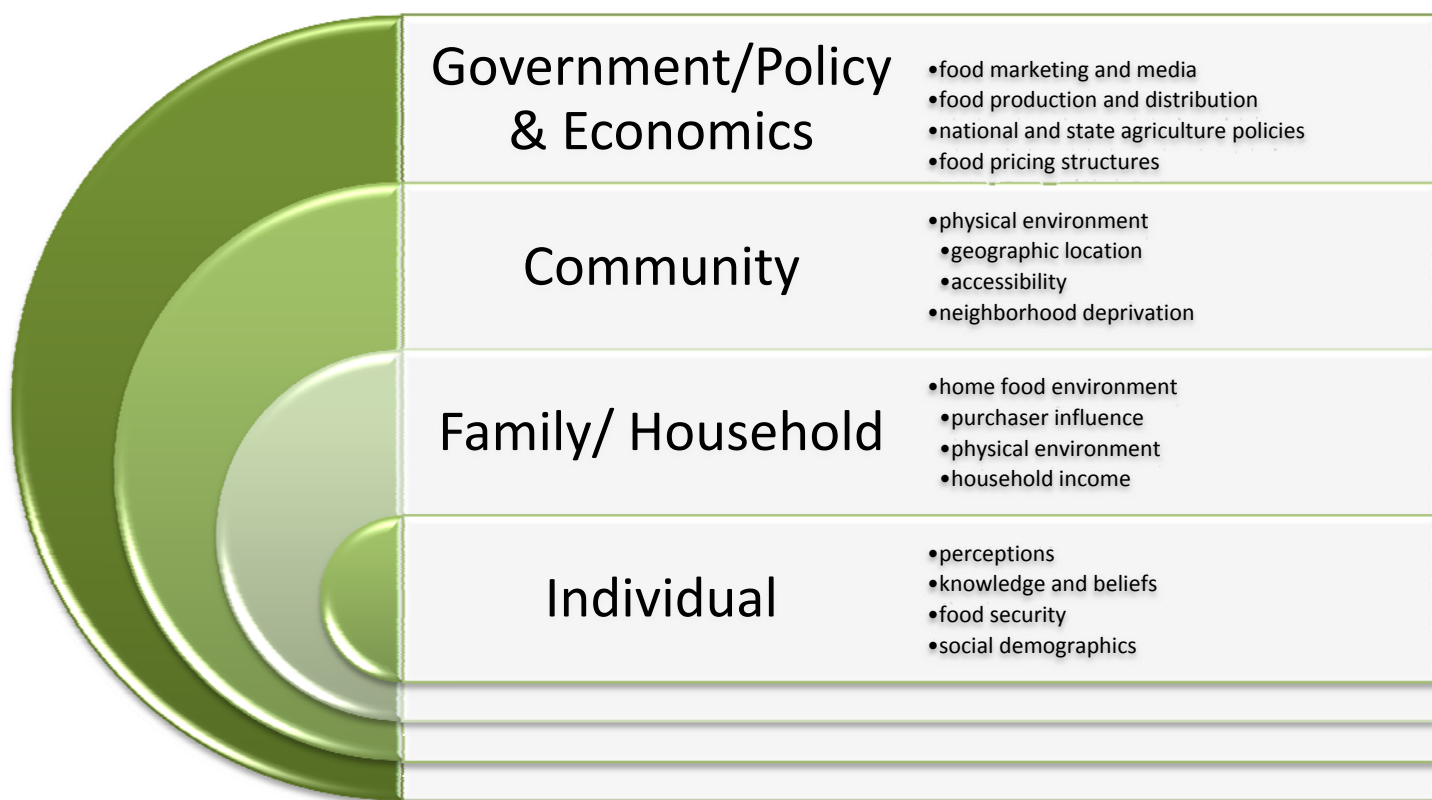 Government/Policy
& Economics
•food marketing and media
•food production and distribution
•national and state agriculture policies
•food pricing structures
Community
•physical environment
•geographic location
•accessibility
•neighborhood deprivation
Family/ Household
•home food environment
•purchaser influence
•physical environment
•household income
Individual
•perceptions
•knowledge and beliefs
•food security
•social demographics